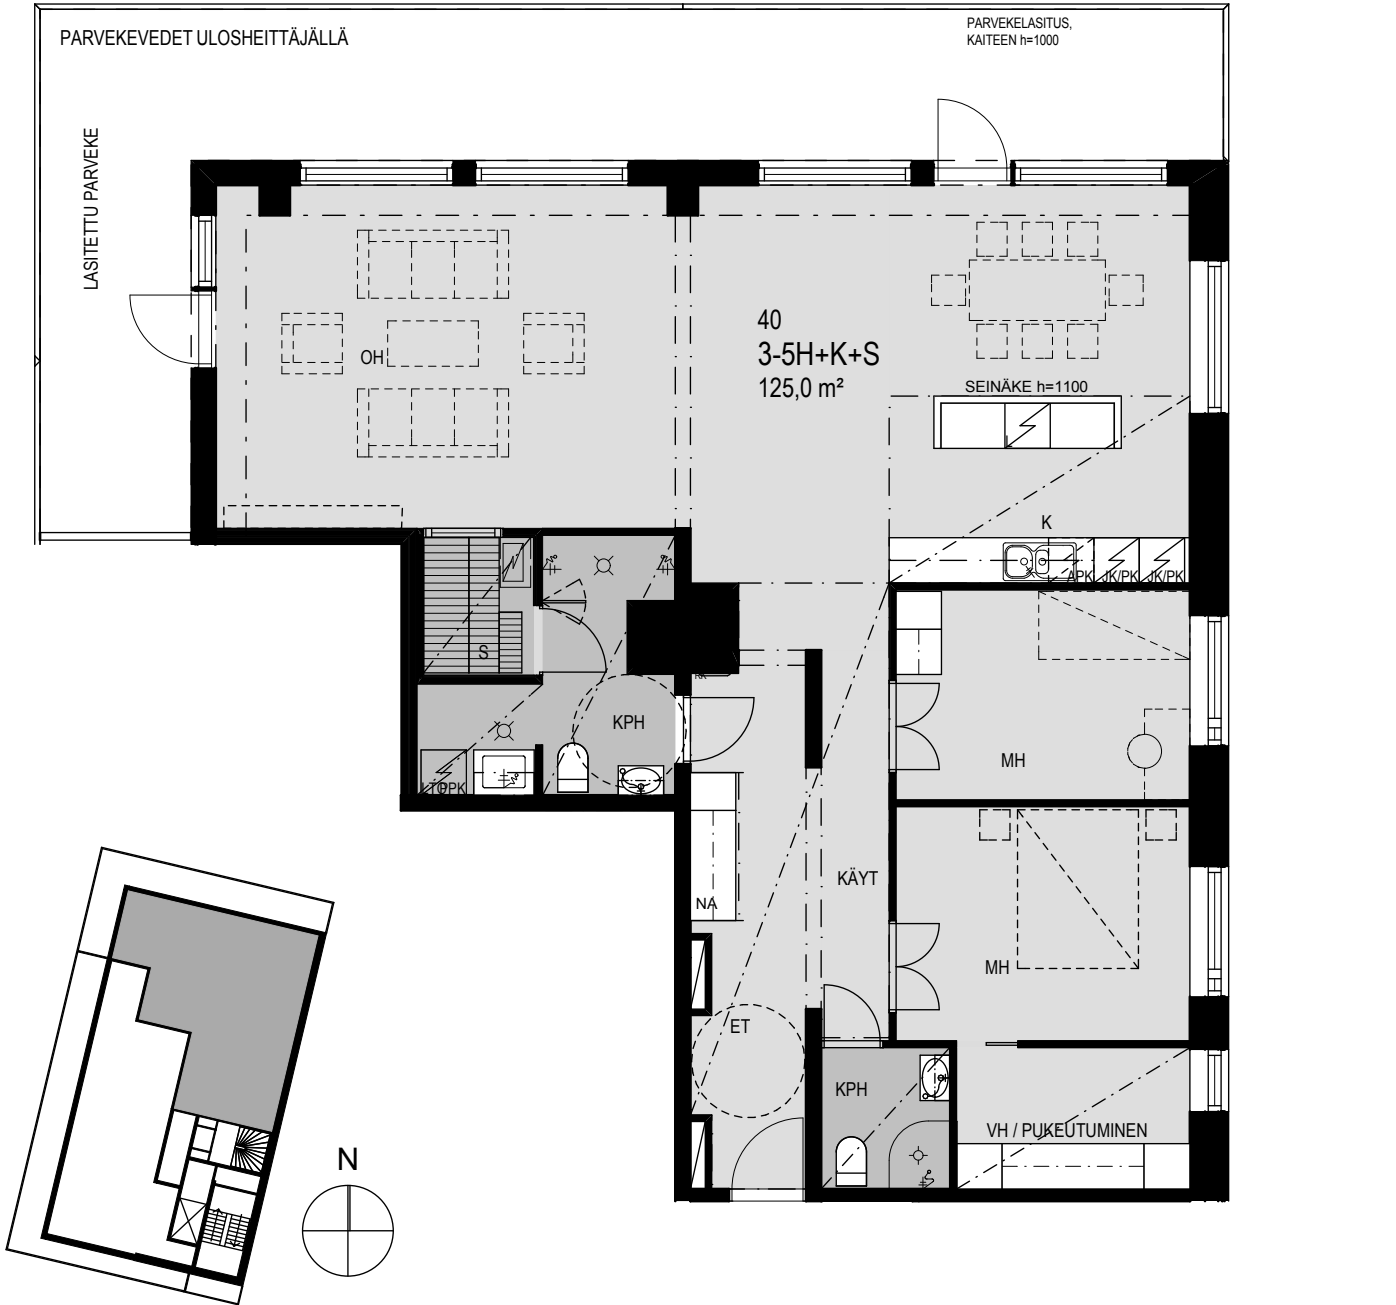 PARVEKEVEDET ULOSHEITTÄJÄLLÄ
PARVEKELASITUS,
KAITEEN h=1000
LASITETTU PARVEKE
40
3-5H+K+S
125,0 m²
OH
SEINÄKE h=1100
K
APK
JK/PK
JK/PK
S
RK
KPH
MH
KÄYT
NA
MH
ET
KPH
VH / PUKEUTUMINEN
N